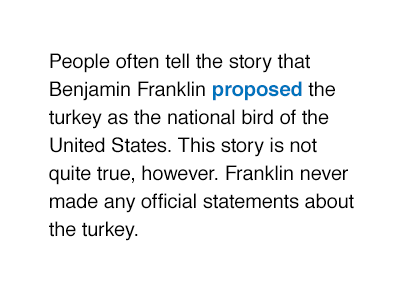 People often tell the story that
Benjamin Franklin proposed the
turkey as the national bird of the
United States. This story is not
quite true, however. Franklin never
made any official statements about
the turkey.